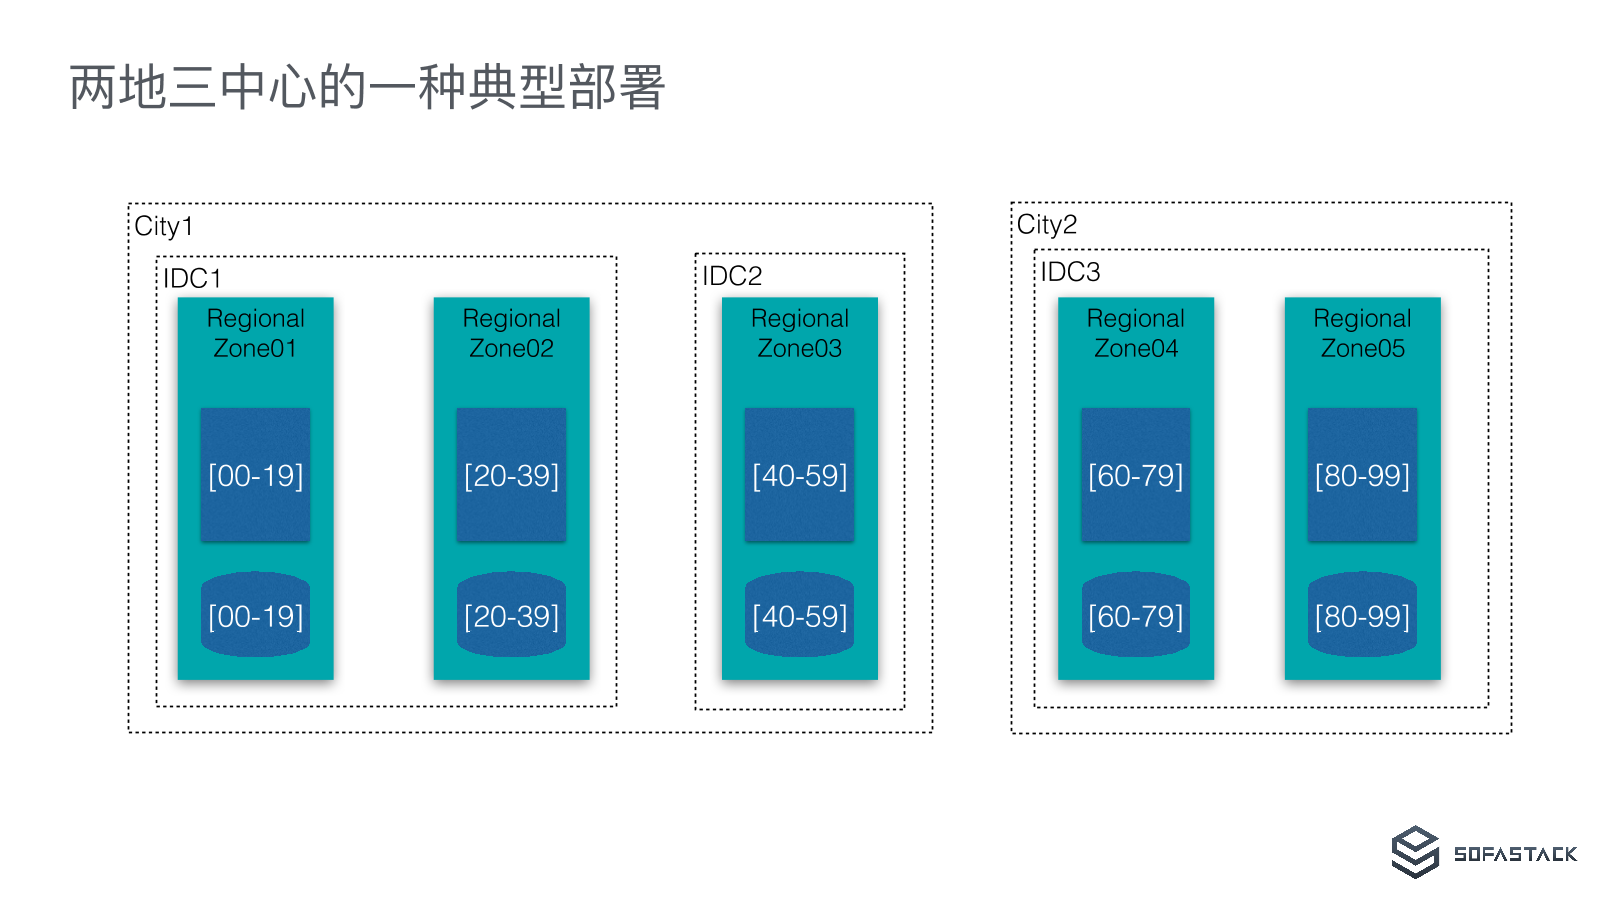 两地三中心的一种典型部署
City1
IDC1
Regional
Zone01
[00-19]
[00-19]
Regional
Zone02
[20-39]
[20-39]
IDC2
Regional
Zone03
[40-59]
[40-59]
City2
IDC3
Regional
Zone04
[60-79]
[60-79]
Regional
Zone05
[80-99]
[80-99]
SOFASTACK